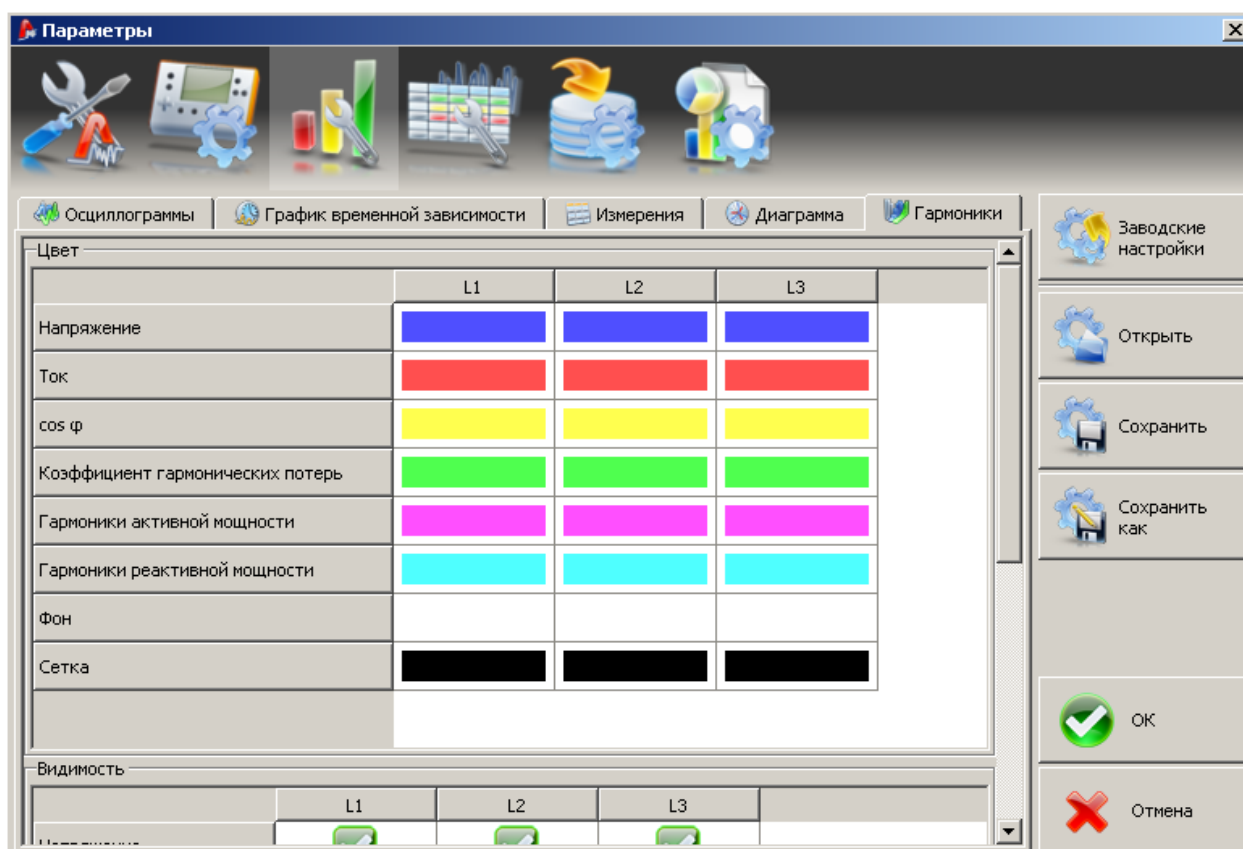 Параметры
Осциллограммы
График временной зависимости
Измерения
Диаграмма
Гармоники
Цвет
L1 L2 L3
Напряжение
Ток
cos φ
Коэффициент гармонических потерь
Гармоники активной мощности
Гармоники реактивной мощности
Фон
Сетка
Видимость
L1 L2 L3
Заводские
настройки
Открыть
Сохранить
Сохранить
как
ОК
Отмена